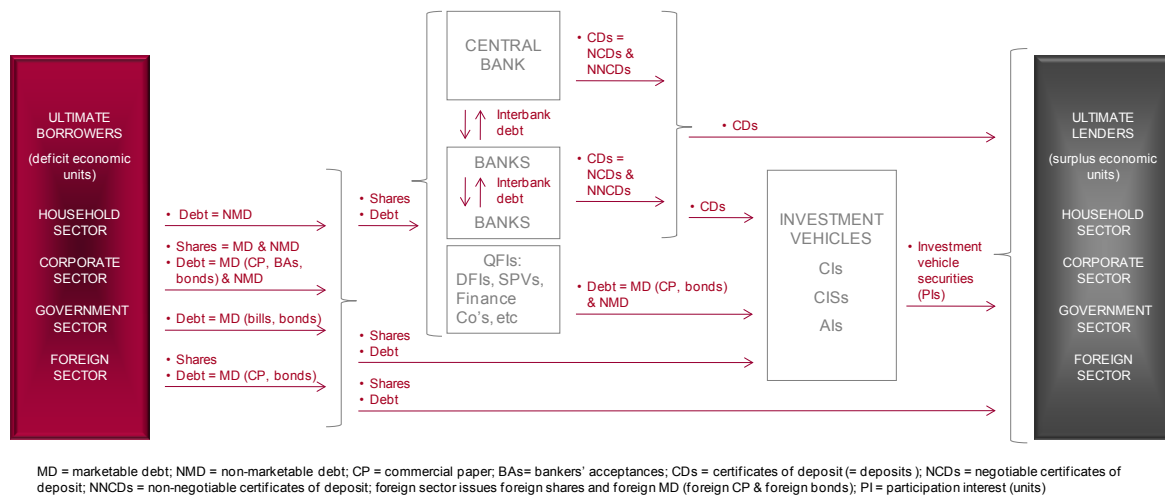 ULTIMATE
BORROWERS
(deficit economic
units)
HOUSEHOLD
SECTOR
CORPORATE
SECTOR
GOVERNMENT
SECTOR
FOREIGN
SECTOR
• Debt = NMD
• Shares = MD & NMD
• Debt = MD (CP, BAs,
bonds) & NMD
• Debt = MD (bills, bonds)
• Shares
• Debt = MD (CP, bonds)
• Shares
• Debt
CENTRAL
BANK
Interbank
debt
BANKS
Interbank
debt
BANKS
QFIs:
DFIs, SPVs,
Finance
Co's, etc
• CDs =
NCDs &
NNCDs
• CDs =
NCDs &
NNCDs
• Debt = MD (CP, bonds)
& NMD
• Shares
• Debt
• Shares
• Debt
• CDs
• CDs
INVESTMENT
VEHICLES
CIs
CISs
AIs
• Investment
vehicle
securities
(PIs)
ULTIMATE
LENDERS
(surplus economic
units)
HOUSEHOLD
SECTOR
CORPORATE
SECTOR
GOVERNMENT
SECTOR
FOREIGN
SECTOR
MD = marketable debt; NMD = non-marketable debt; CP = commercial paper; BAs= bankers' acceptances; CDs = certificates of deposit (= deposits ); NCDs = negotiable certificates of
deposit; NNCDs = non-negotiable certificates of deposit; foreign sector issues foreign shares and foreign MD (foreign CP & foreign bonds); PI = participation interest (units)